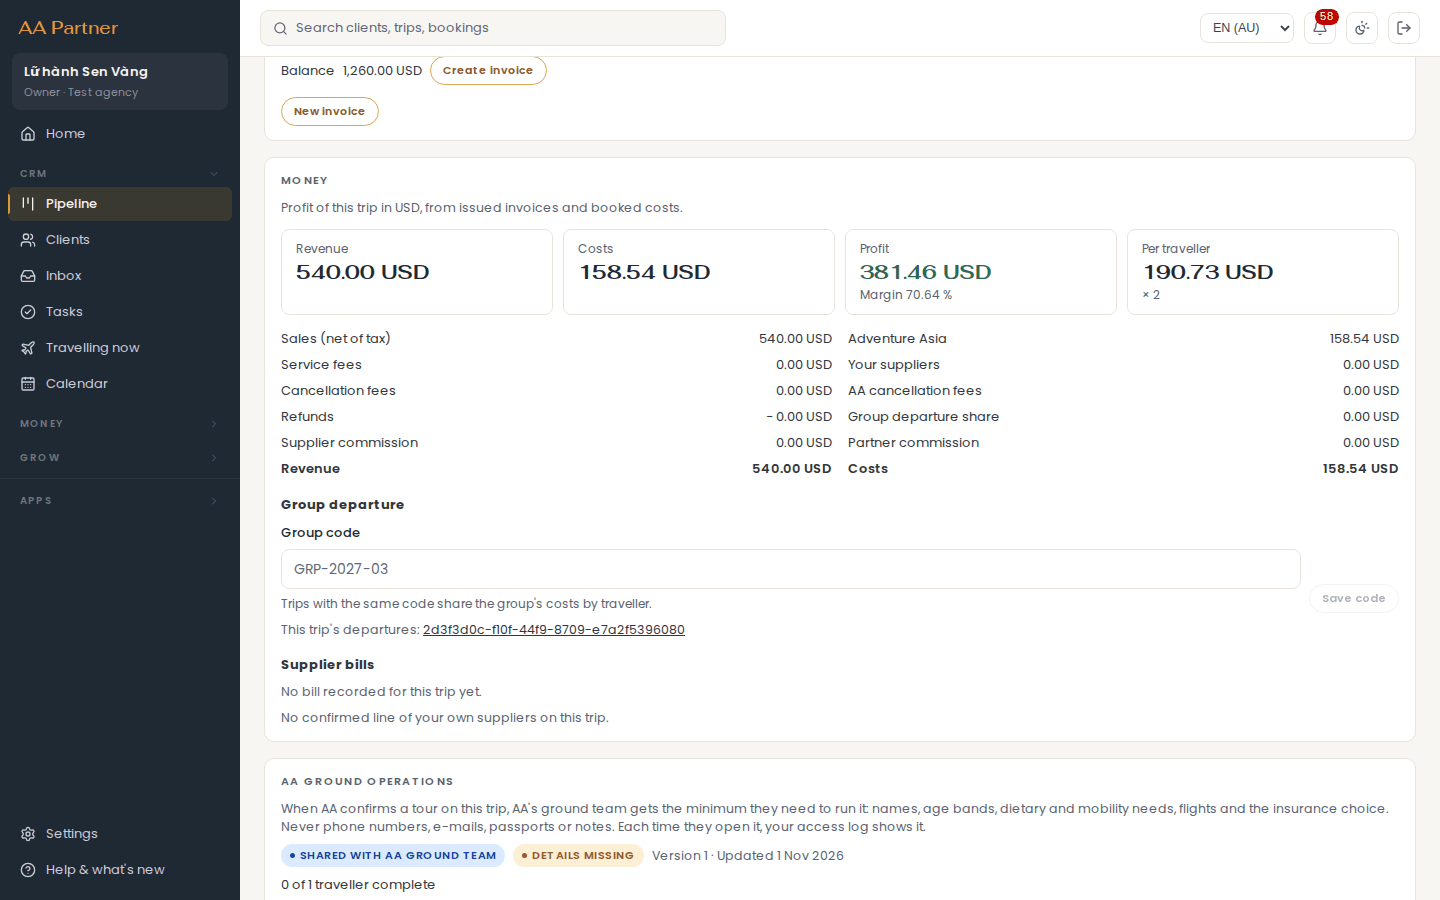 AA Partner
Lữ hành Sen Vàng
Owner · Test agency
Home
CRM
Pipeline
Clients
Inbox
Tasks
Travelling now
Calendar
MONEY
GROW
APPS
Settings
Help & what's new
Search clients, trips, bookings
EN (AU)
58
Balance 1,260.00 USD Create invoice
New invoice
MONEY
Profit of this trip in USD, from issued invoices and booked costs.
Revenue
540.00 USD
Costs
158.54 USD
Profit
381.46 USD
Margin 70.64 %
Per traveller
190.73 USD
× 2
Sales (net of tax) 540.00 USD
Service fees 0.00 USD
Cancellation fees 0.00 USD
Refunds - 0.00 USD
Supplier commission 0.00 USD
Revenue 540.00 USD
Adventure Asia 158.54 USD
Your suppliers 0.00 USD
AA cancellation fees 0.00 USD
Group departure share 0.00 USD
Partner commission 0.00 USD
Costs 158.54 USD
Group departure
Group code
GRP-2027-03
Save code
Trips with the same code share the group's costs by traveller.
This trip's departures: 2d3f3d0c-f10f-44f9-8709-e7a2f5396080
Supplier bills
No bill recorded for this trip yet.
No confirmed line of your own suppliers on this trip.
AA GROUND OPERATIONS
When AA confirms a tour on this trip, AA's ground team gets the minimum they need to run it: names, age bands, dietary and mobility needs, flights and the insurance choice.
Never phone numbers, e-mails, passports or notes. Each time they open it, your access log shows it.
SHARED WITH AA GROUND TEAM DETAILS MISSING Version 1 · Updated 1 Nov 2026
0 of 1 traveller complete